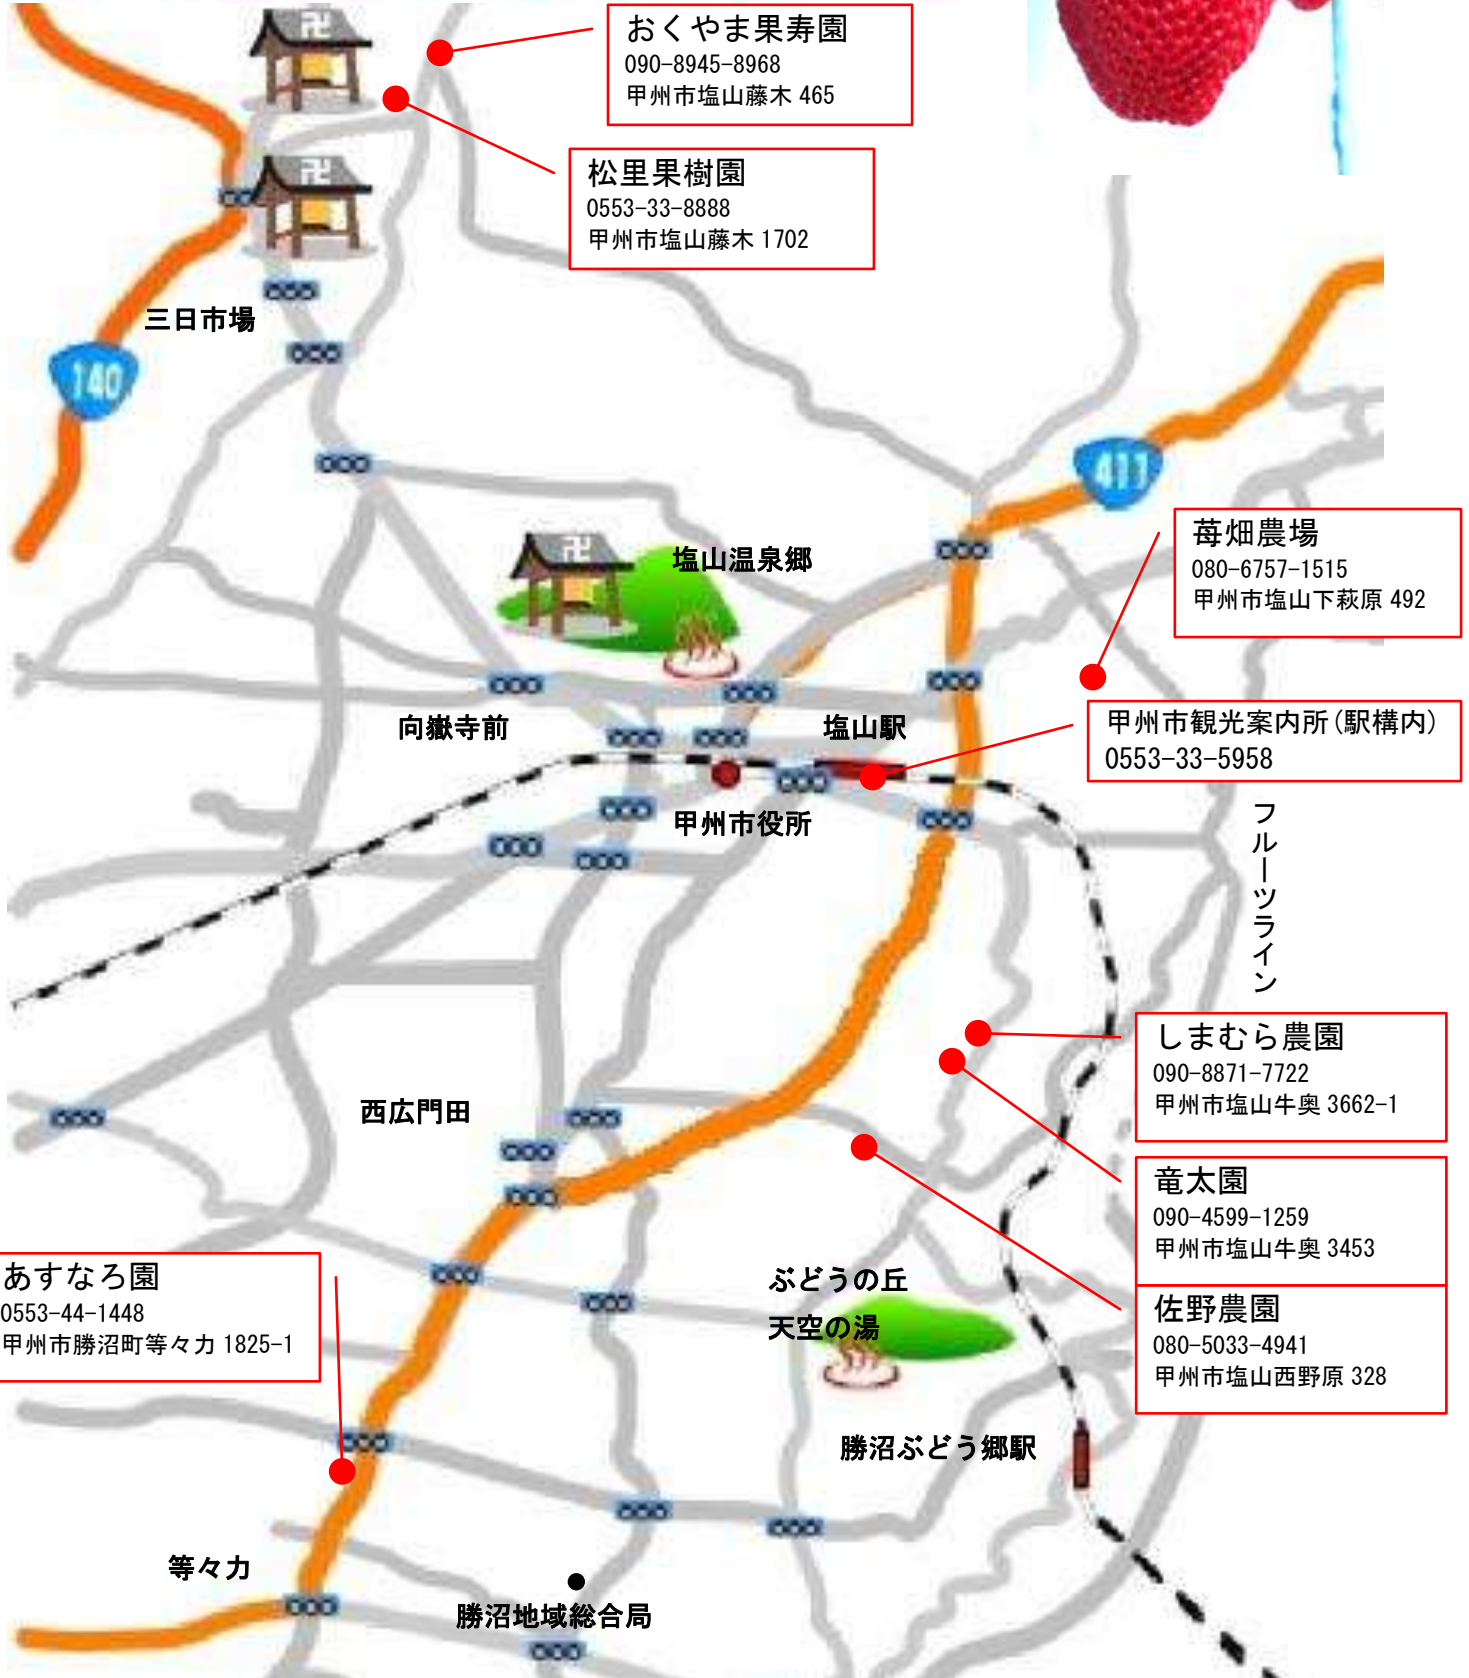 おくやま果寿園
090-8945-8968
甲州市塩山藤木 465
松里果樹園
0553-33-8888
甲州市塩山藤木 1702
三日市場
140
411
苺畑農場
080-6757-1515
甲州市塩山下萩原 492
塩山温泉郷
向嶽寺前
塩山駅
甲州市観光案内所(駅構内)
0553-33-5958
甲州市役所
フルーツライン
しまむら農園
090-8871-7722
甲州市塩山牛奥 3662-1
西広門田
竜太園
090-4599-1259
甲州市塩山牛奥 3453
あすなろ園
0553-44-1448
甲州市勝沼町等々力 1825-1
ぶどうの丘
天空の湯
佐野農園
080-5033-4941
甲州市塩山西野原 328
勝沼ぶどう郷駅
等々力
勝沼地域総合局